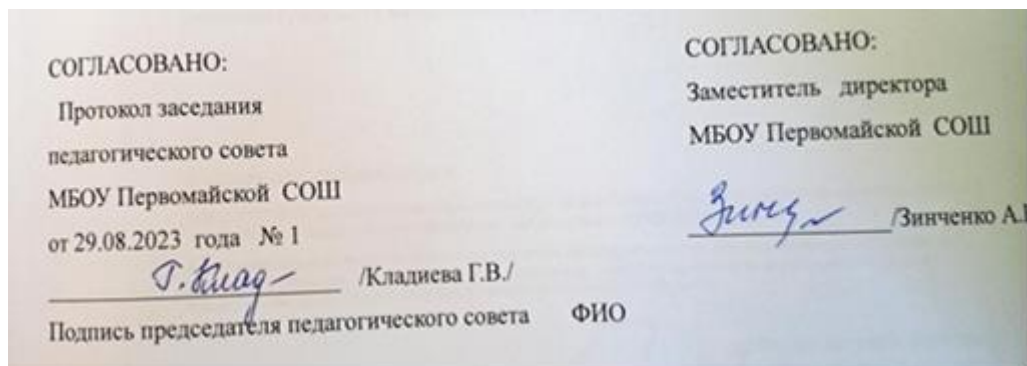 СОГЛАСОВАНО:
Протокол заседания
педагогического совета
МБОУ Первомайской СОШ
от 29.08.2023 года № 1
Г. Клад /Кладиева Г.В./
Подпись председателя педагогического совета ФИО
СОГЛАСОВАНО:
Заместитель директора
МБОУ Первомайской СОШ
/Зинченко А.